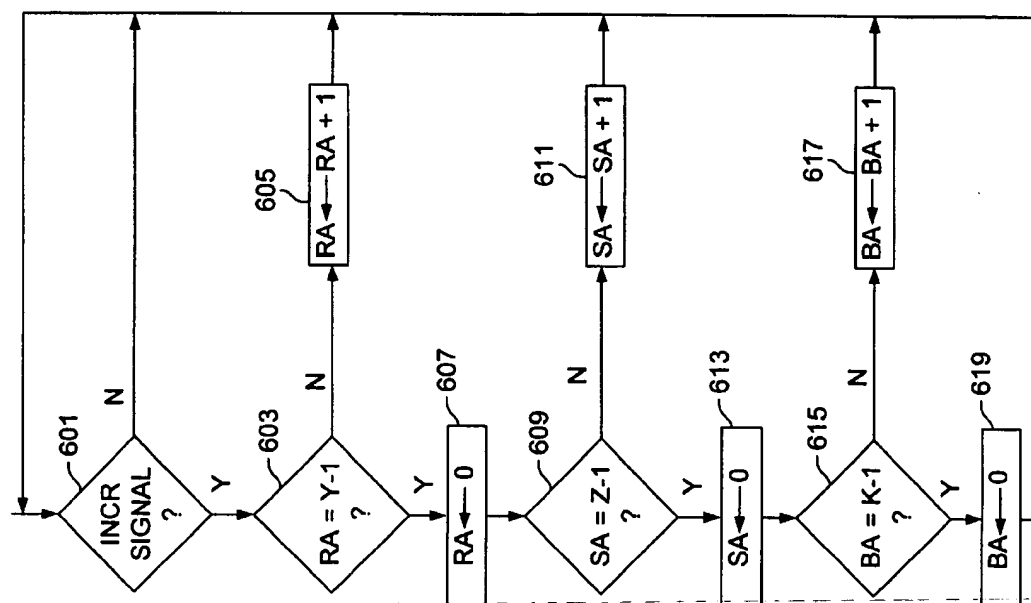 601
INCR
SIGNAL
?
N
Y
603
RA = Y-1
?
N
605
RA ← RA + 1
Y
607
RA ← 0
609
SA = Z-1
?
N
611
SA ← SA + 1
Y
613
SA ← 0
615
BA = K-1
?
N
617
BA ← BA + 1
Y
619
BA ← 0